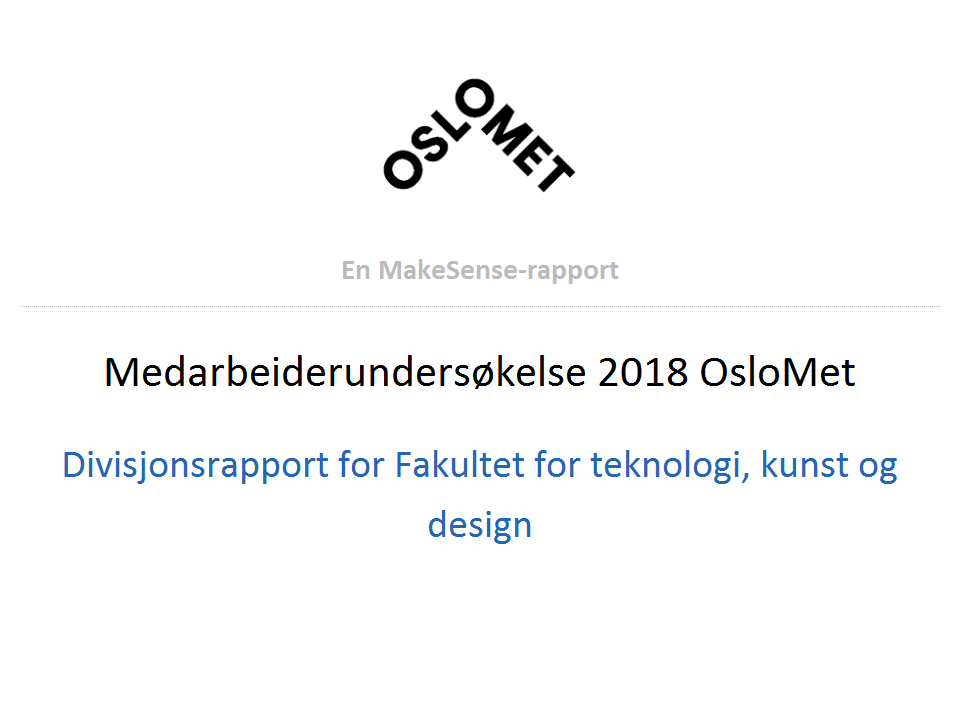 OSLOMET
En MakeSense-rapport
Medarbeiderundersøkelse 2018 OsloMet
Divisjonsrapport for Fakultet for teknologi, kunst og
design